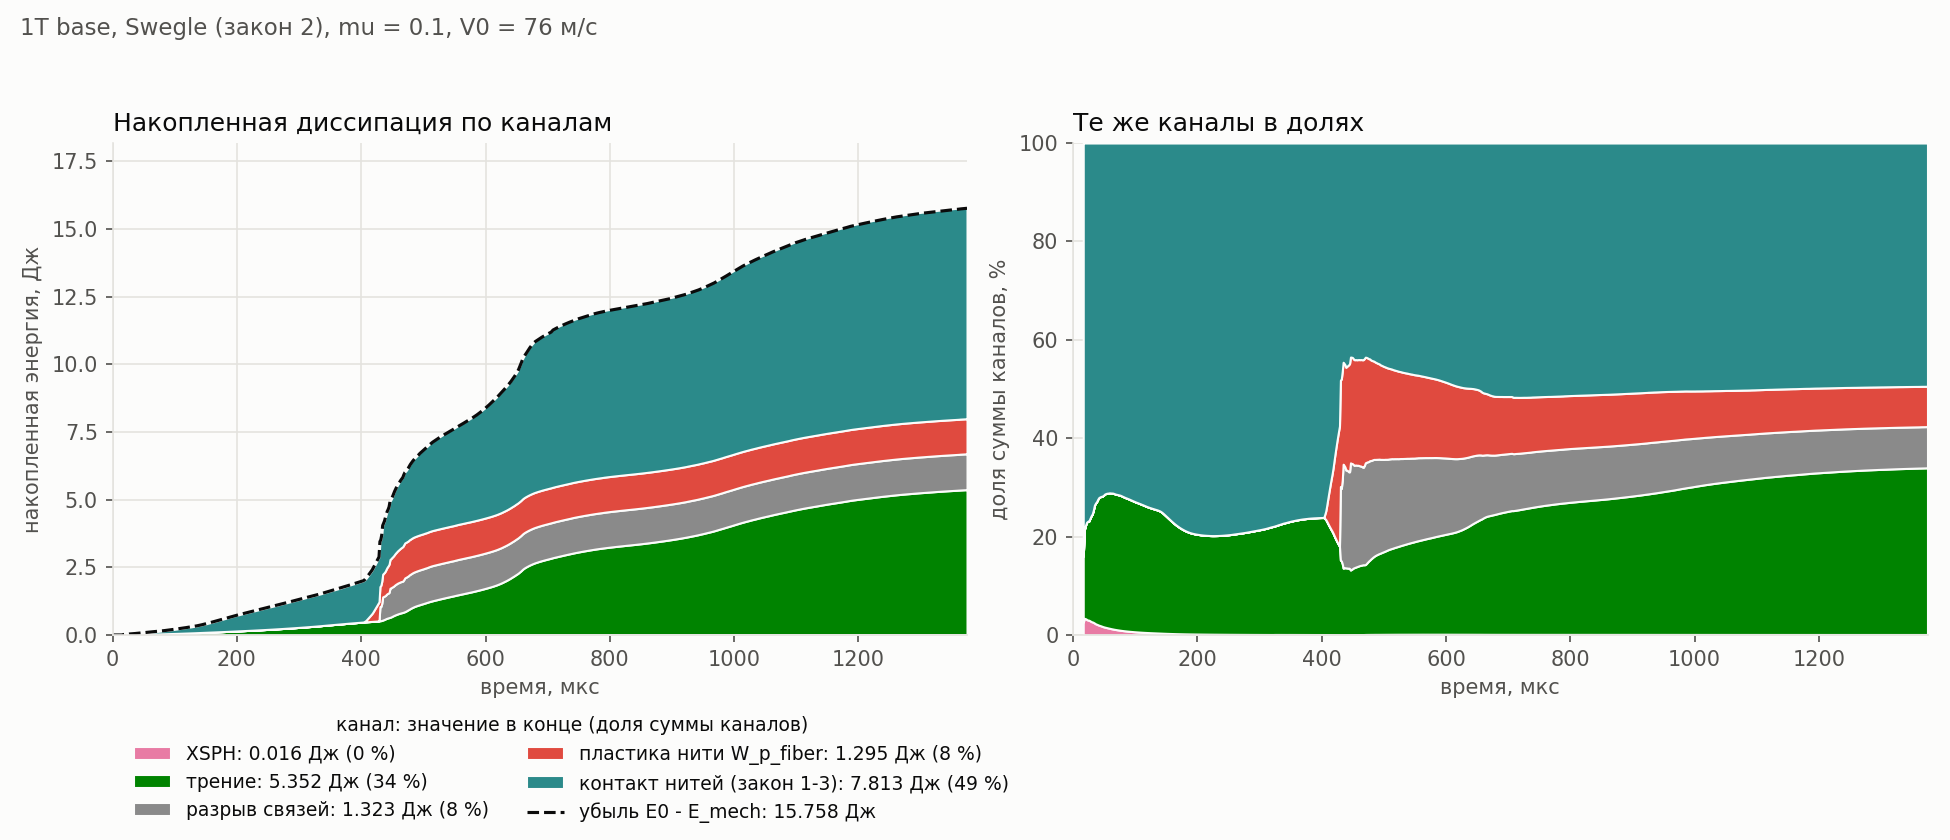 1T base, Swegle (закон 2), mu = 0.1, V0 = 76 м/с
Накопленная диссипация по каналам
накопленная энергия, Дж
17.5
15.0
12.5
10.0
7.5
5.0
2.5
0.0
0 200 400 600 800 1000 1200
время, мкс
Те же каналы в долях
доля суммы каналов, %
100
80
60
40
20
0
0 200 400 600 800 1000 1200
время, мкс
канал: значение в конце (доля суммы каналов)
XSPH: 0.016 Дж (0 %)
трение: 5.352 Дж (34 %)
разрыв связей: 1.323 Дж (8 %)
пластика нити W_p_fiber: 1.295 Дж (8 %)
контакт нитей (закон 1-3): 7.813 Дж (49 %)
убыль E0 - E_mech: 15.758 Дж